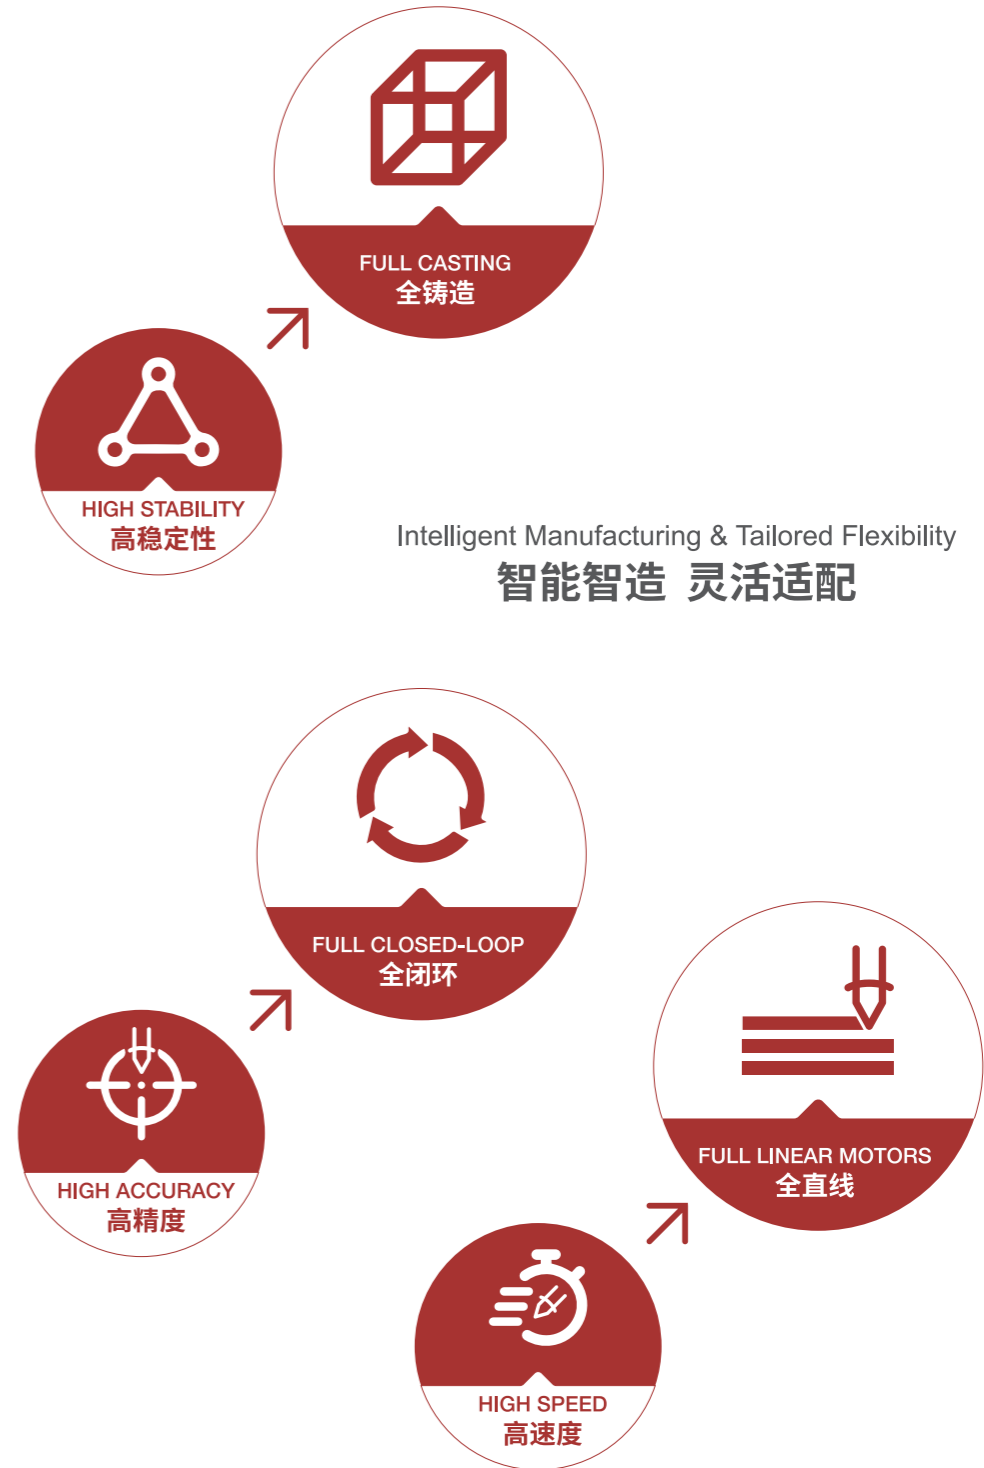 FULL CASTING
全铸造
HIGH STABILITY
高稳定性
Intelligent Manufacturing & Tailored Flexibility
智能智造 灵活适配
FULL CLOSED-LOOP
全闭环
HIGH ACCURACY
高精度
FULL LINEAR MOTORS
全直线
HIGH SPEED
高速度